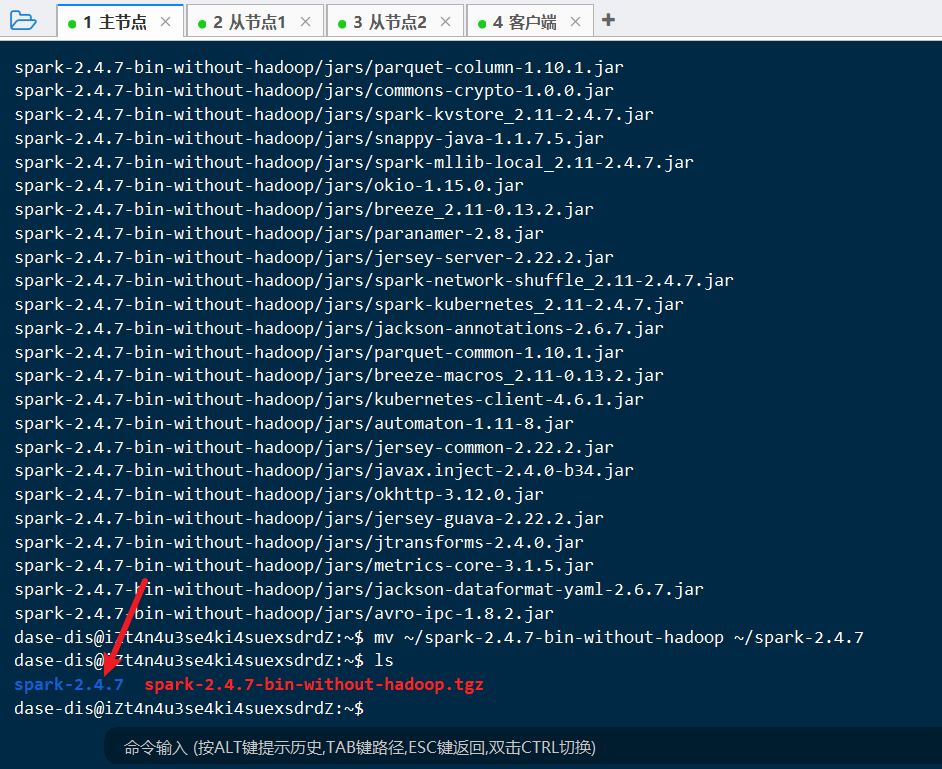 1 主节点 2 从节点1 3 从节点2 4 客户端
spark-2.4.7-bin-without-hadoop/jars/parquet-column-1.10.1.jar
spark-2.4.7-bin-without-hadoop/jars/commons-crypto-1.0.0.jar
spark-2.4.7-bin-without-hadoop/jars/spark-kvstore_2.11-2.4.7.jar
spark-2.4.7-bin-without-hadoop/jars/snappy-java-1.1.7.5.jar
spark-2.4.7-bin-without-hadoop/jars/spark-mllib-local_2.11-2.4.7.jar
spark-2.4.7-bin-without-hadoop/jars/okio-1.15.0.jar
spark-2.4.7-bin-without-hadoop/jars/breeze_2.11-0.13.2.jar
spark-2.4.7-bin-without-hadoop/jars/paranamer-2.8.jar
spark-2.4.7-bin-without-hadoop/jars/jersey-server-2.22.2.jar
spark-2.4.7-bin-without-hadoop/jars/spark-network-shuffle_2.11-2.4.7.jar
spark-2.4.7-bin-without-hadoop/jars/spark-kubernetes_2.11-2.4.7.jar
spark-2.4.7-bin-without-hadoop/jars/jackson-annotations-2.6.7.jar
spark-2.4.7-bin-without-hadoop/jars/parquet-common-1.10.1.jar
spark-2.4.7-bin-without-hadoop/jars/breeze-macros_2.11-0.13.2.jar
spark-2.4.7-bin-without-hadoop/jars/kubernetes-client-4.6.1.jar
spark-2.4.7-bin-without-hadoop/jars/automaton-1.11-8.jar
spark-2.4.7-bin-without-hadoop/jars/jersey-common-2.22.2.jar
spark-2.4.7-bin-without-hadoop/jars/javax.inject-2.4.0-b34.jar
spark-2.4.7-bin-without-hadoop/jars/okhttp-3.12.0.jar
spark-2.4.7-bin-without-hadoop/jars/jersey-guava-2.22.2.jar
spark-2.4.7-bin-without-hadoop/jars/jtransforms-2.4.0.jar
spark-2.4.7-bin-without-hadoop/jars/metrics-core-3.1.5.jar
spark-2.4.7-bin-without-hadoop/jars/jackson-dataformat-yaml-2.6.7.jar
spark-2.4.7-bin-without-hadoop/jars/avro-ipc-1.8.2.jar
dase-dis@iZt4n4u3se4ki4suexsdrdZ:~$ mv ~/spark-2.4.7-bin-without-hadoop ~/spark-2.4.7
dase-dis@iZt4n4u3se4ki4suexsdrdZ:~$ ls
spark-2.4.7 spark-2.4.7-bin-without-hadoop.tgz
dase-dis@iZt4n4u3se4ki4suexsdrdZ:~$
命令输入 (按ALT键提示历史,TAB键路径,ESC键返回,双击CTRL切换)